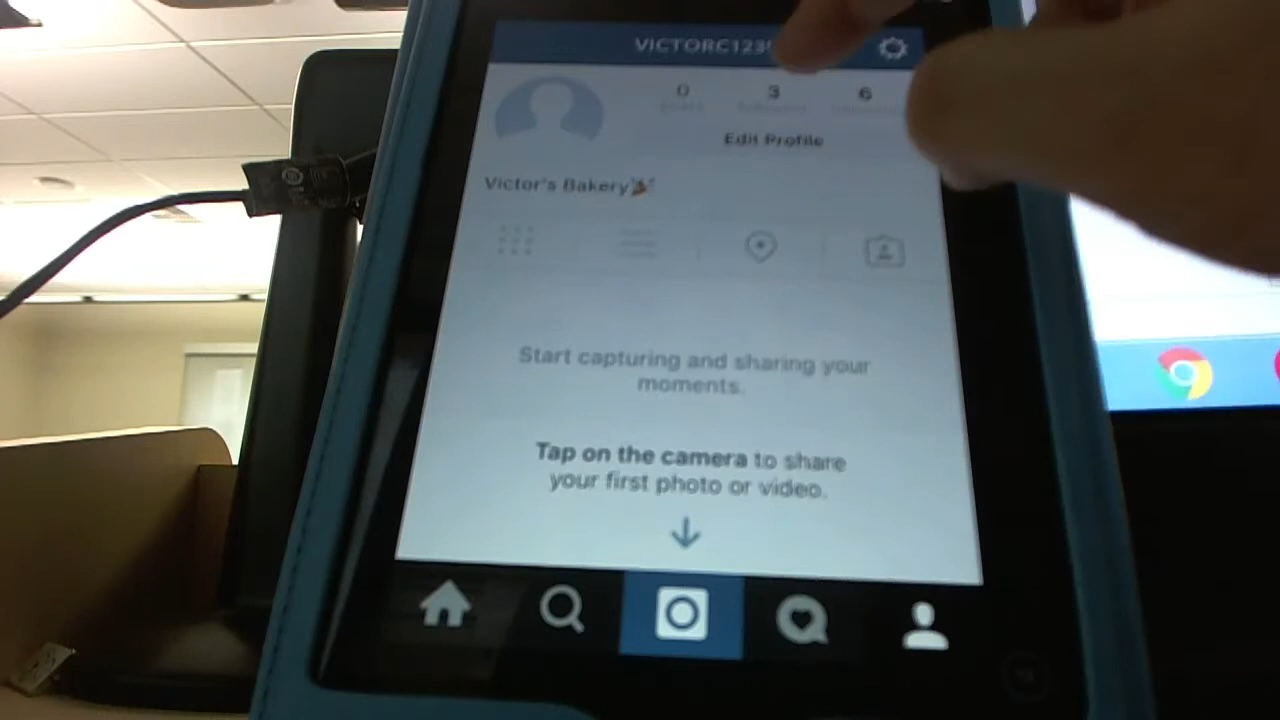 VICTORC123
0 3 6
Edit Profile
Victor's Bakery🎉
Start capturing and sharing your
moments.
Tap on the camera to share
your first photo or video.